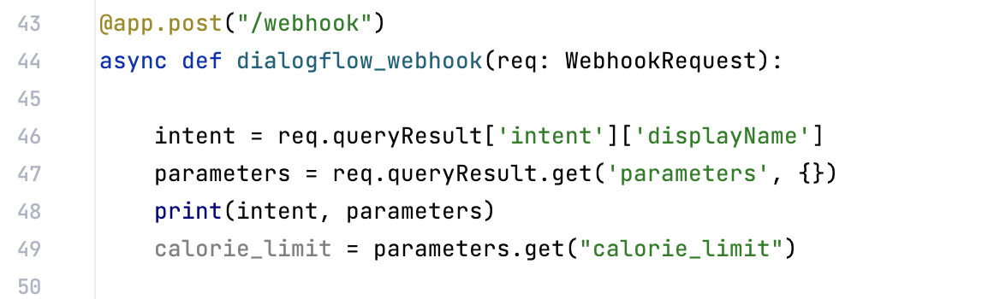 43 @app.post("/webhook")
44 async def dialogflow_webhook(req: WebhookRequest):
45
46     intent = req.queryResult['intent']['displayName']
47     parameters = req.queryResult.get('parameters', {})
48     print(intent, parameters)
49     calorie_limit = parameters.get("calorie_limit")
50